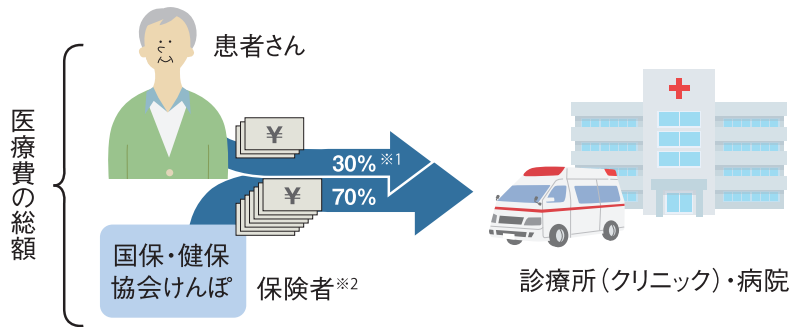 医療費の総額
患者さん
¥
30%※1
¥
70%
国保・健保
協会けんぽ
保険者※2
診療所（クリニック）・病院